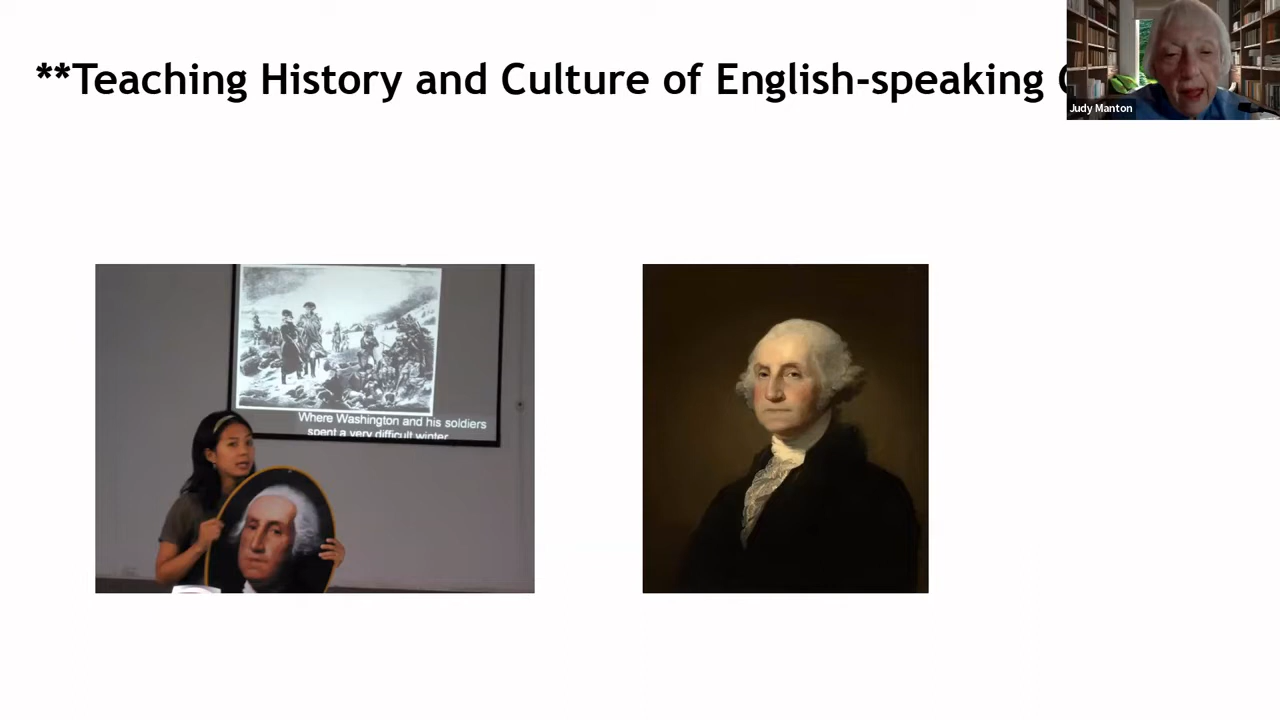 **Teaching History and Culture of English-speaking
Judy Manton
Where Washington and his soldiers
spent a very difficult winter